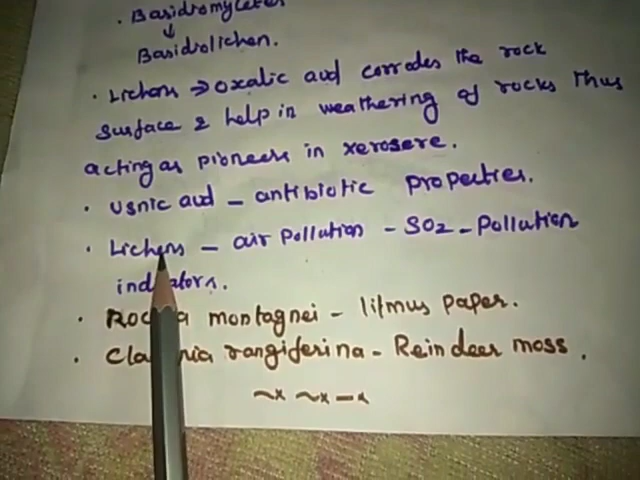 . Basidiomycetes
↓
Basidiolichen.
. Lichens → oxalic acid corrodes the rock
surface & help in weathering of rocks thus
acting as pioneers in xerosere.
. Usnic acid - antibiotic properties.
. Lichens - air pollution - SO2 - Pollution
indicators.
. montagnei - litmus paper.
. rangiferina - Reindeer moss.
~x ~x -x